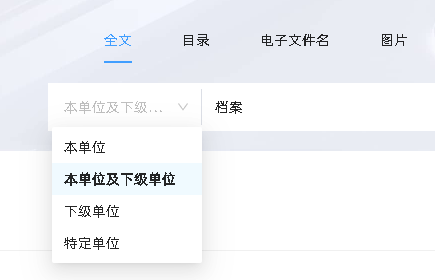 全文 目录 电子文件名 图片
本单位及下级... 档案
本单位
本单位及下级单位
下级单位
特定单位